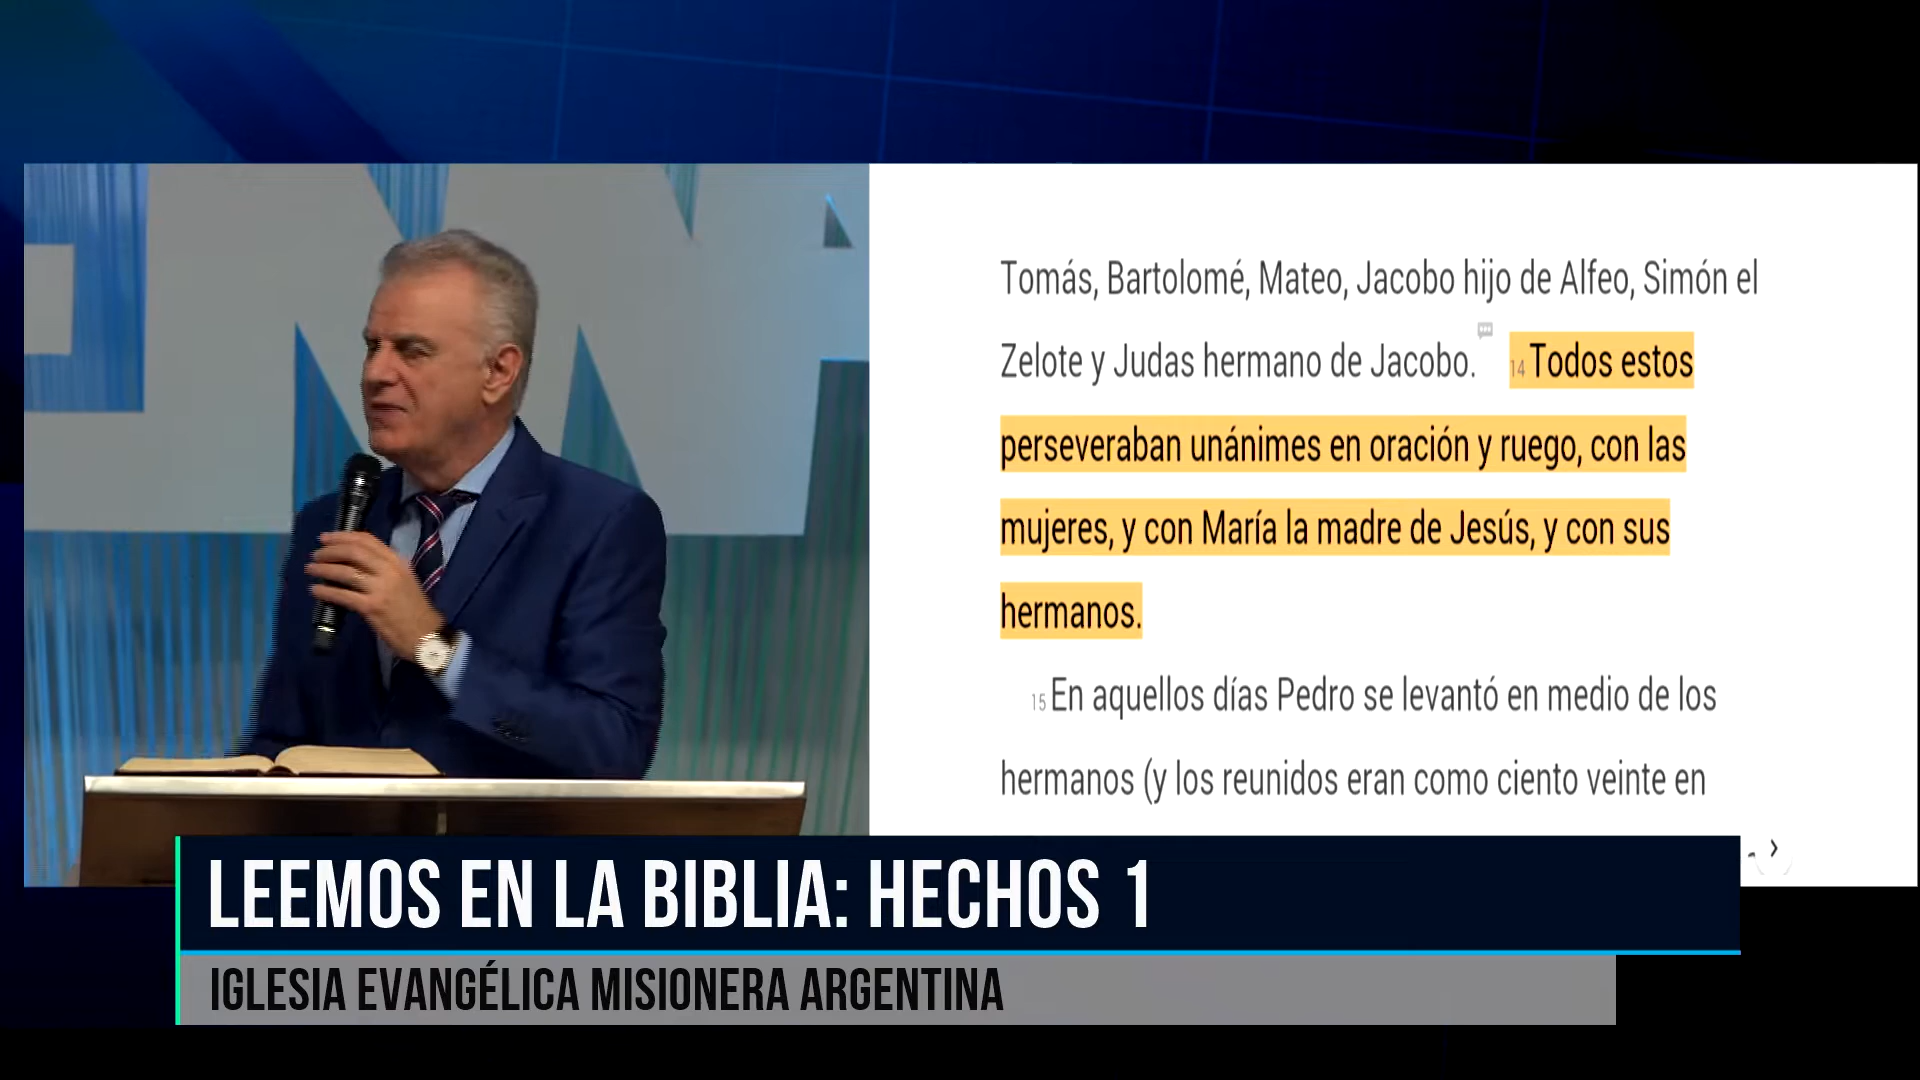 Tomás, Bartolomé, Mateo, Jacobo hijo de Alfeo, Simón el
Zelote y Judas hermano de Jacobo. 14 Todos estos
perseveraban unánimes en oración y ruego, con las
mujeres, y con María la madre de Jesús, y con sus
hermanos.
15 En aquellos días Pedro se levantó en medio de los
hermanos (y los reunidos eran como ciento veinte en
LEEMOS EN LA BIBLIA: HECHOS 1
IGLESIA EVANGÉLICA MISIONERA ARGENTINA